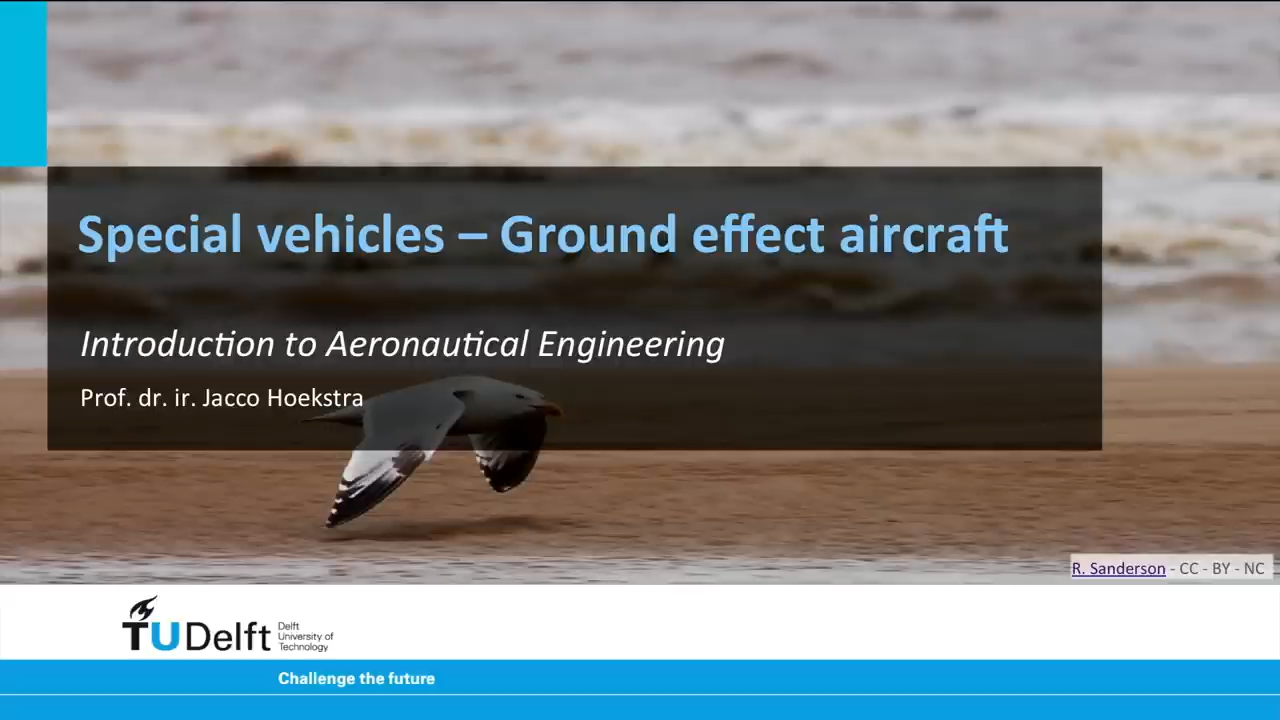 Special vehicles – Ground effect aircraft
Introduction to Aeronautical Engineering
Prof. dr. ir. Jacco Hoekstra
R. Sanderson - CC - BY - NC
TUDelft
Delft
University of
Technology
Challenge the future